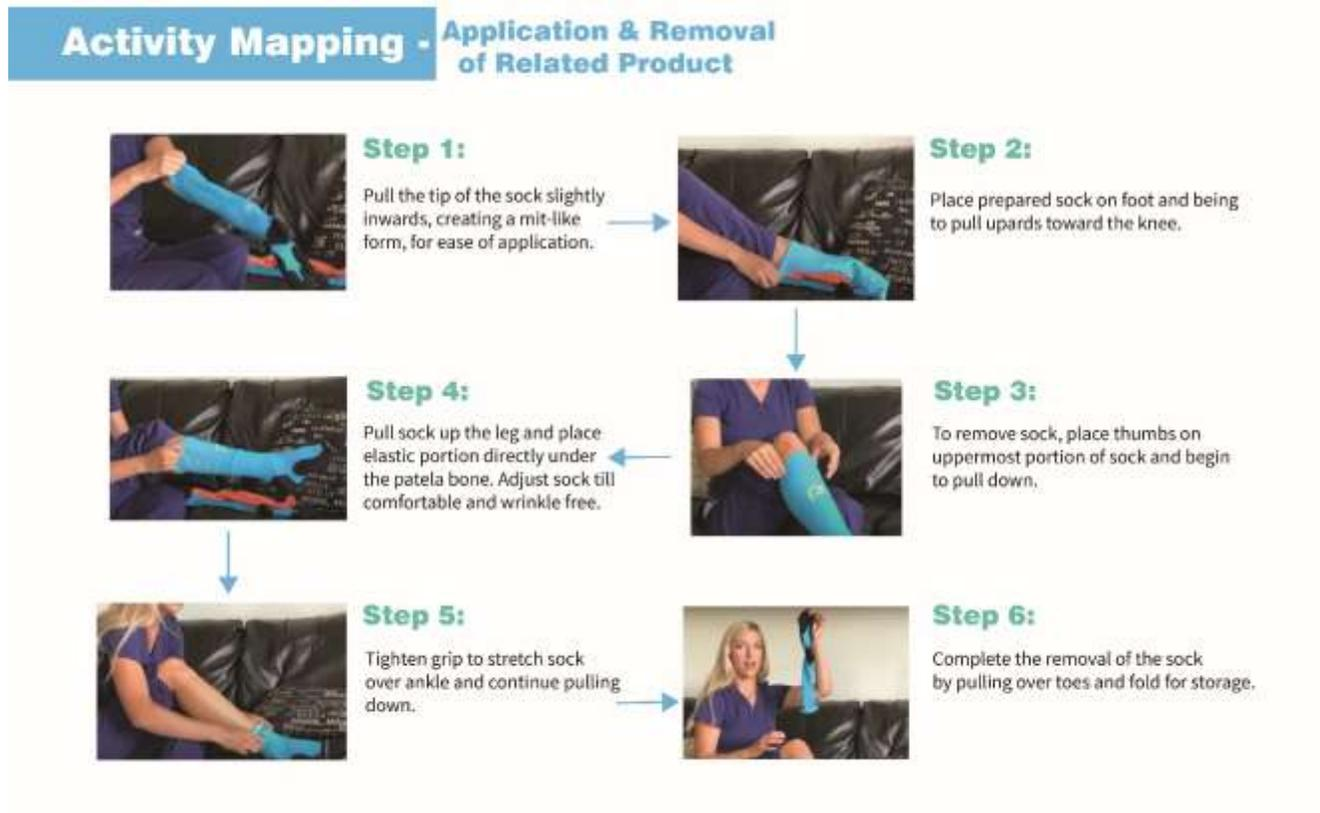 Activity Mapping -
Application & Removal
of Related Product
Step 1:
Pull the tip of the sock slightly
inwards, creating a mit-like
form, for ease of application.
Step 2:
Place prepared sock on foot and being
to pull upards toward the knee.
Step 3:
To remove sock, place thumbs on
uppermost portion of sock and begin
to pull down.
Step 4:
Pull sock up the leg and place
elastic portion directly under
the patela bone. Adjust sock till
comfortable and wrinkle free.
Step 5:
Tighten grip to stretch sock
over ankle and continue pulling
down.
Step 6:
Complete the removal of the sock
by pulling over toes and fold for storage.